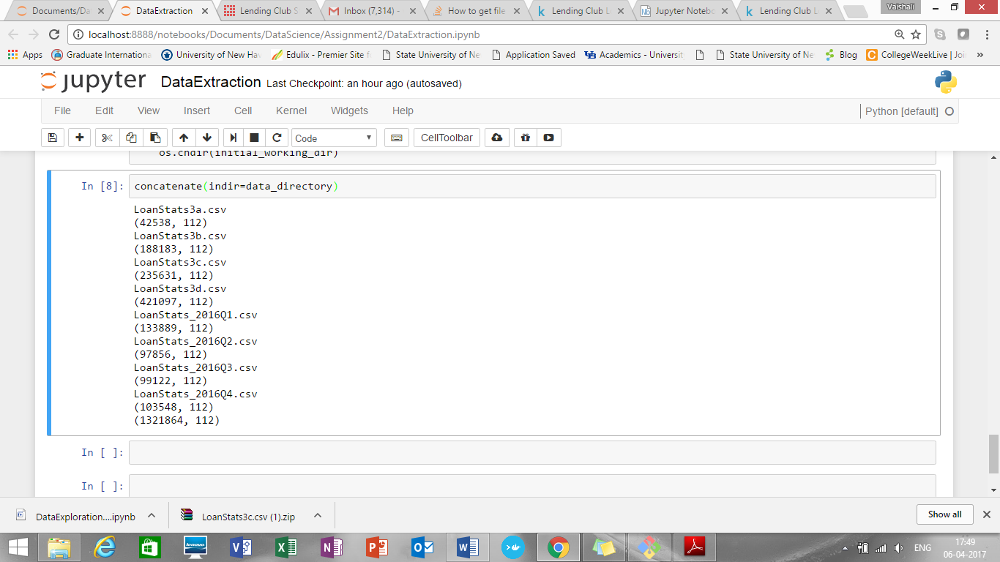 Documents/Da
DataExtraction
Lending Club S
Inbox (7,314) -
How to get file
Lending Club L
Jupyter Notebo
Lending Club L
Vaishali
localhost:8888/notebooks/Documents/DataScience/Assignment2/DataExtraction.ipynb
Apps
Graduate Internationa
University of New Hav
Edulix - Premier Site f
State University of Ne
Application Saved
Academics - Universit
State University of Ne
Blog
CollegeWeekLive | Joi
»
jupyter
DataExtraction
Last Checkpoint: an hour ago (autosaved)
File
Edit
View
Insert
Cell
Kernel
Widgets
Help
Python [default]
Code
CellToolbar
os.chdir(initial_working_dir)
In [8]:
concatenate(indir=data_directory)
LoanStats3a.csv
(42538, 112)
LoanStats3b.csv
(188183, 112)
LoanStats3c.csv
(235631, 112)
LoanStats3d.csv
(421097, 112)
LoanStats_2016Q1.csv
(133889, 112)
LoanStats_2016Q2.csv
(97856, 112)
LoanStats_2016Q3.csv
(99122, 112)
LoanStats_2016Q4.csv
(103548, 112)
(1321864, 112)
In [ ]:
In [ ]:
DataExploration....ipynb
LoanStats3c.csv (1).zip
Show all
lenovo
ENG
17:49
06-04-2017